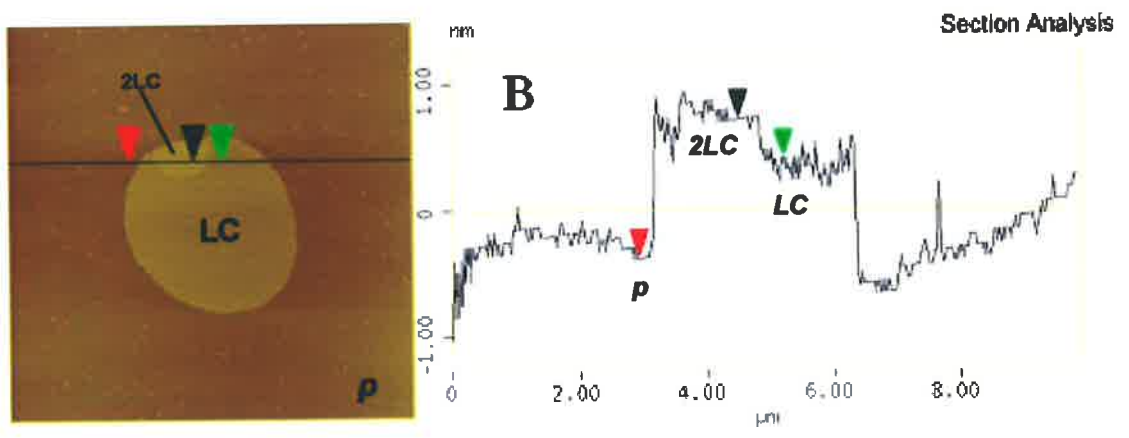 Section Analysis
nm
B
2LC
LC
p
1.00
0
-1.00
2LC
LC
p
0 2.00 4.00 6.00 8.00
µm